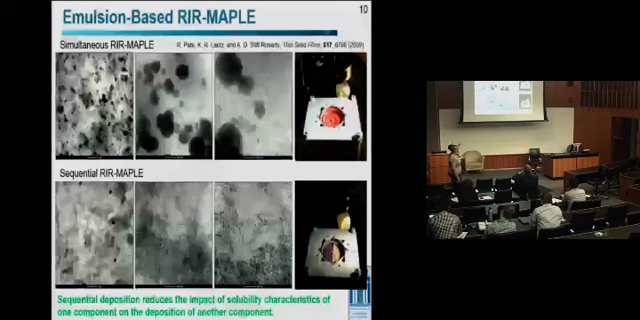 Emulsion-Based RIR-MAPLE
10
Simultaneous RIR-MAPLE
R. Pate, K. R. Lantz, and A. D. Stiff-Roberts, Thin Solid Films, 517, 6798 (2009)
Sequential RIR-MAPLE
Sequential deposition reduces the impact of solubility characteristics of
one component on the deposition of another component.